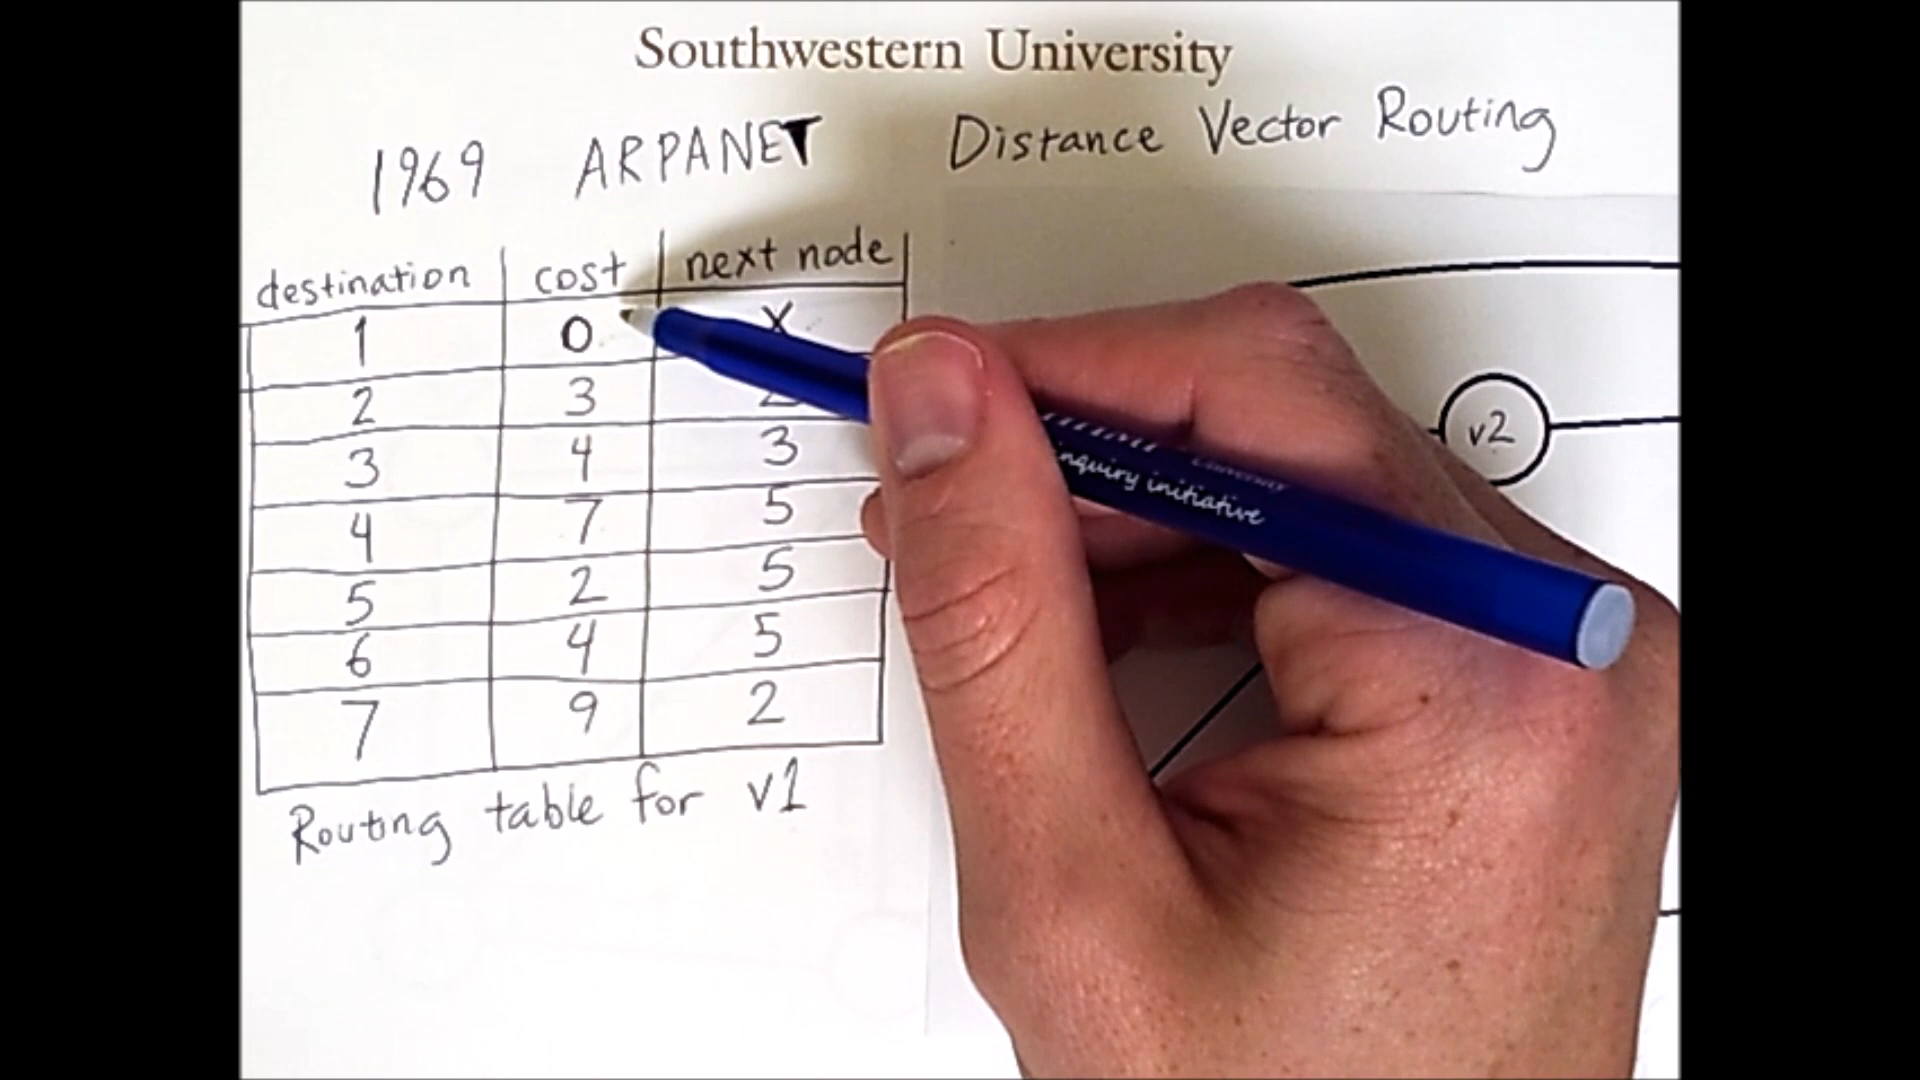 Southwestern University
1969 ARPANET Distance Vector Routing
destination cost next node
1 0 X
2 3
3 4 3
4 7 5
5 2 5
6 4 5
7 9 2
Routing table for v1
v2
University
inquiry initiative